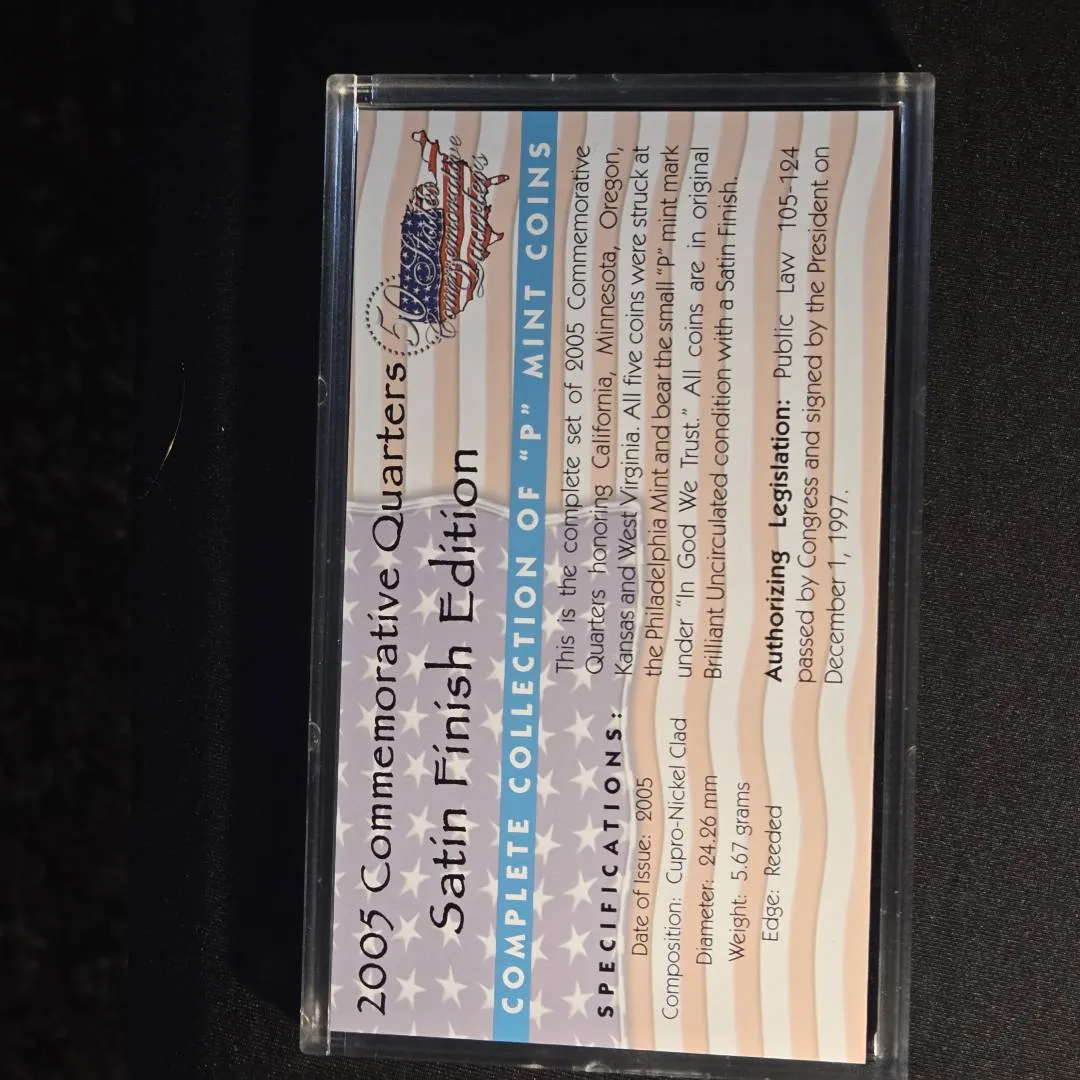 2005 Commemorative Quarters
Satin Finish Edition
50 States
Commemorative
Quarters
COMPLETE COLLECTION OF “P” MINT COINS
SPECIFICATIONS:
Date of Issue: 2005
Composition: Cupro-Nickel Clad
Diameter: 24.26 mm
Weight: 5.67 grams
Edge: Reeded
This is the complete set of 2005 Commemorative
Quarters honoring California, Minnesota, Oregon,
Kansas and West Virginia. All five coins were struck at
the Philadelphia Mint and bear the small “P” mint mark
under “In God We Trust.” All coins are in original
Brilliant Uncirculated condition with a Satin Finish.
Authorizing Legislation: Public Law 105-124
passed by Congress and signed by the President on
December 1, 1997.